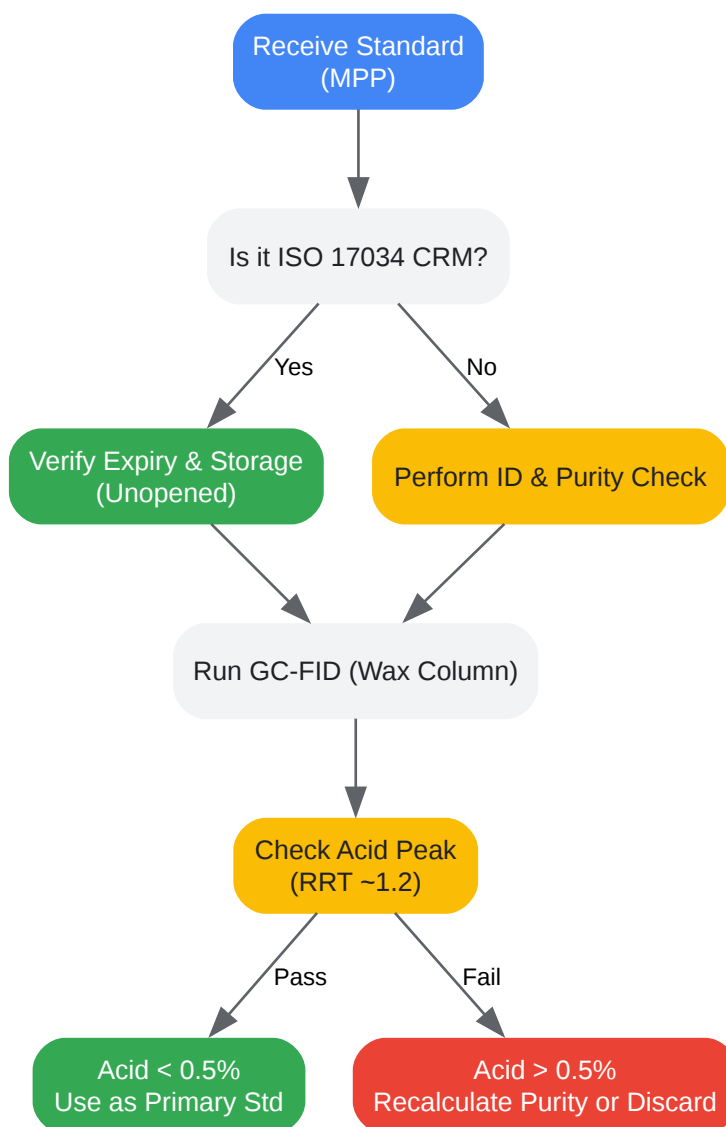 Receive Standard
(MPP)
Is it ISO 17034 CRM?
Yes
No
Verify Expiry & Storage
(Unopened)
Perform ID & Purity Check
Run GC-FID (Wax Column)
Check Acid Peak
(RRT ~1.2)
Pass
Fail
Acid < 0.5%
Use as Primary Std
Acid > 0.5%
Recalculate Purity or Discard